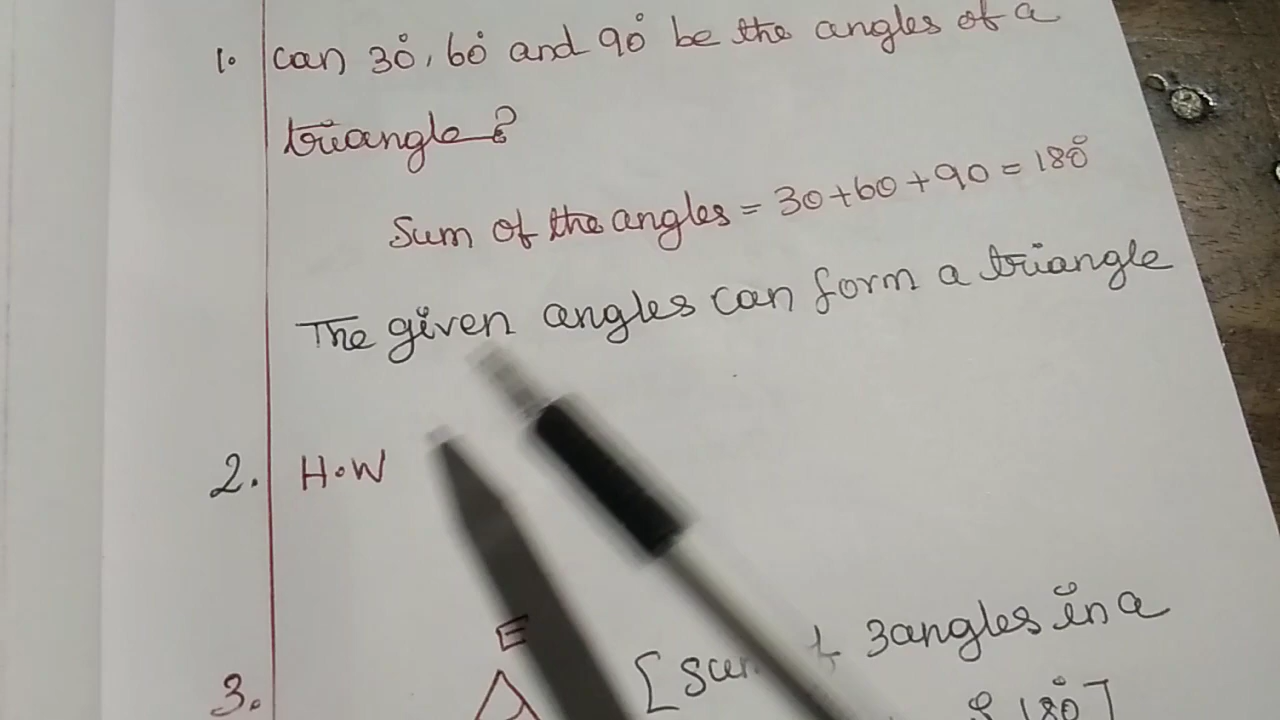 1. can 30°, 60° and 90° be the angles of a
triangle?
Sum of the angles = 30+60+90 = 180°
The given angles can form a triangle
2. H.W
E
3. [Sum 3angles in a
180°]